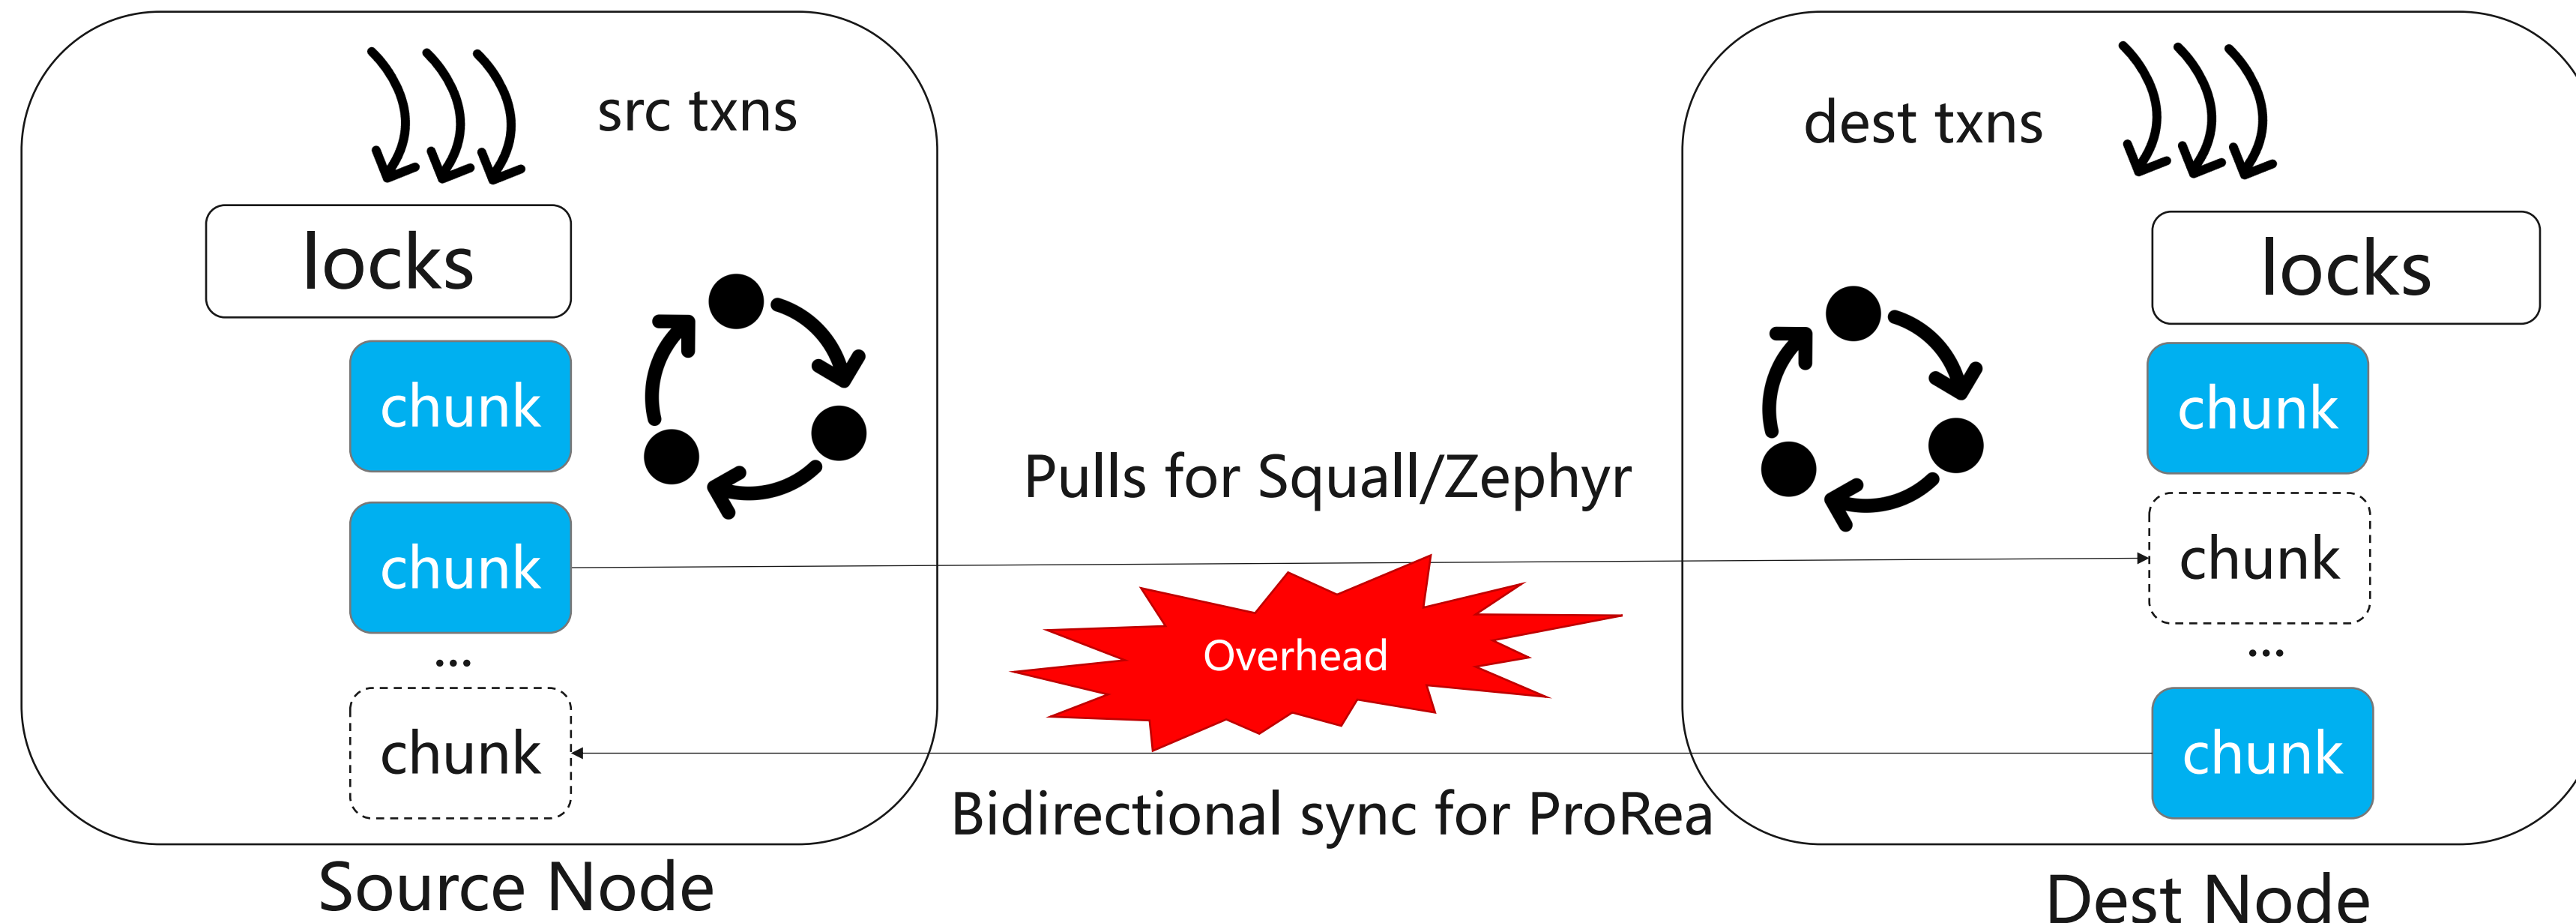 src txns
locks
chunk
chunk
...
chunk
Source Node
Pulls for Squall/Zephyr
Overhead
Bidirectional sync for ProRea
dest txns
locks
chunk
chunk
...
chunk
Dest Node